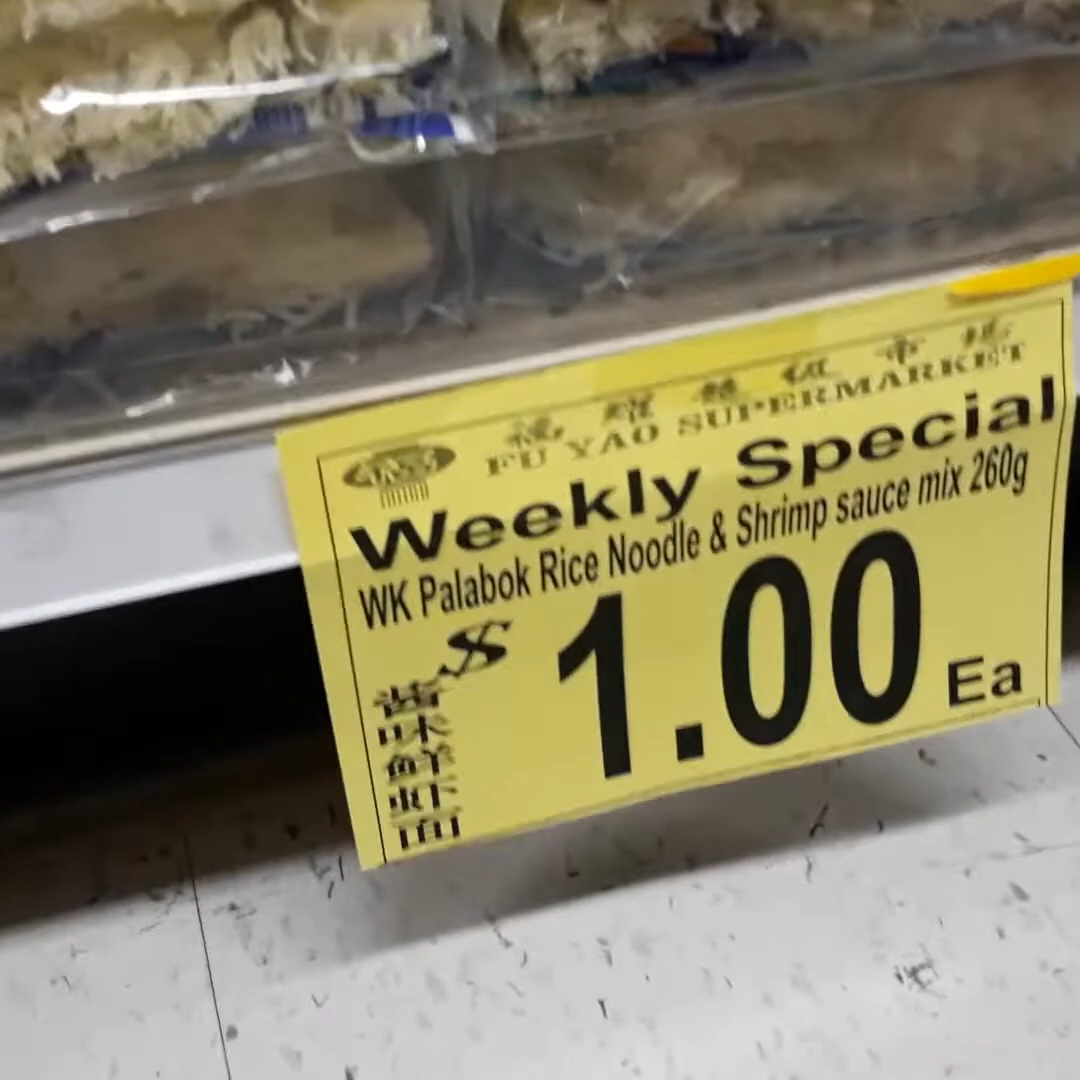 FU YAO SUPERMARKET
Weekly Special
WK Palabok Rice Noodle & Shrimp sauce mix 260g
$ 1.00 Ea